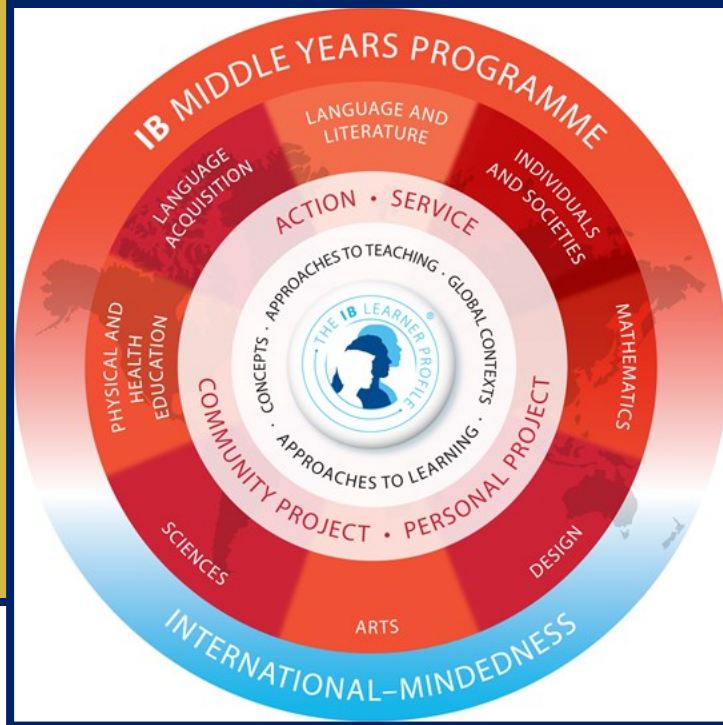 IB MIDDLE YEARS PROGRAMME
LANGUAGE AND
LITERATURE
LANGUAGE
ACQUISITION
INDIVIDUALS
AND SOCIETIES
PHYSICAL AND
HEALTH
EDUCATION
MATHEMATICS
SCIENCES
DESIGN
ARTS
ACTION · SERVICE
COMMUNITY PROJECT · PERSONAL PROJECT
· CONCEPTS · APPROACHES TO TEACHING · GLOBAL CONTEXTS
APPROACHES TO LEARNING ·
THE IB LEARNER PROFILE ®
INTERNATIONAL–MINDEDNESS